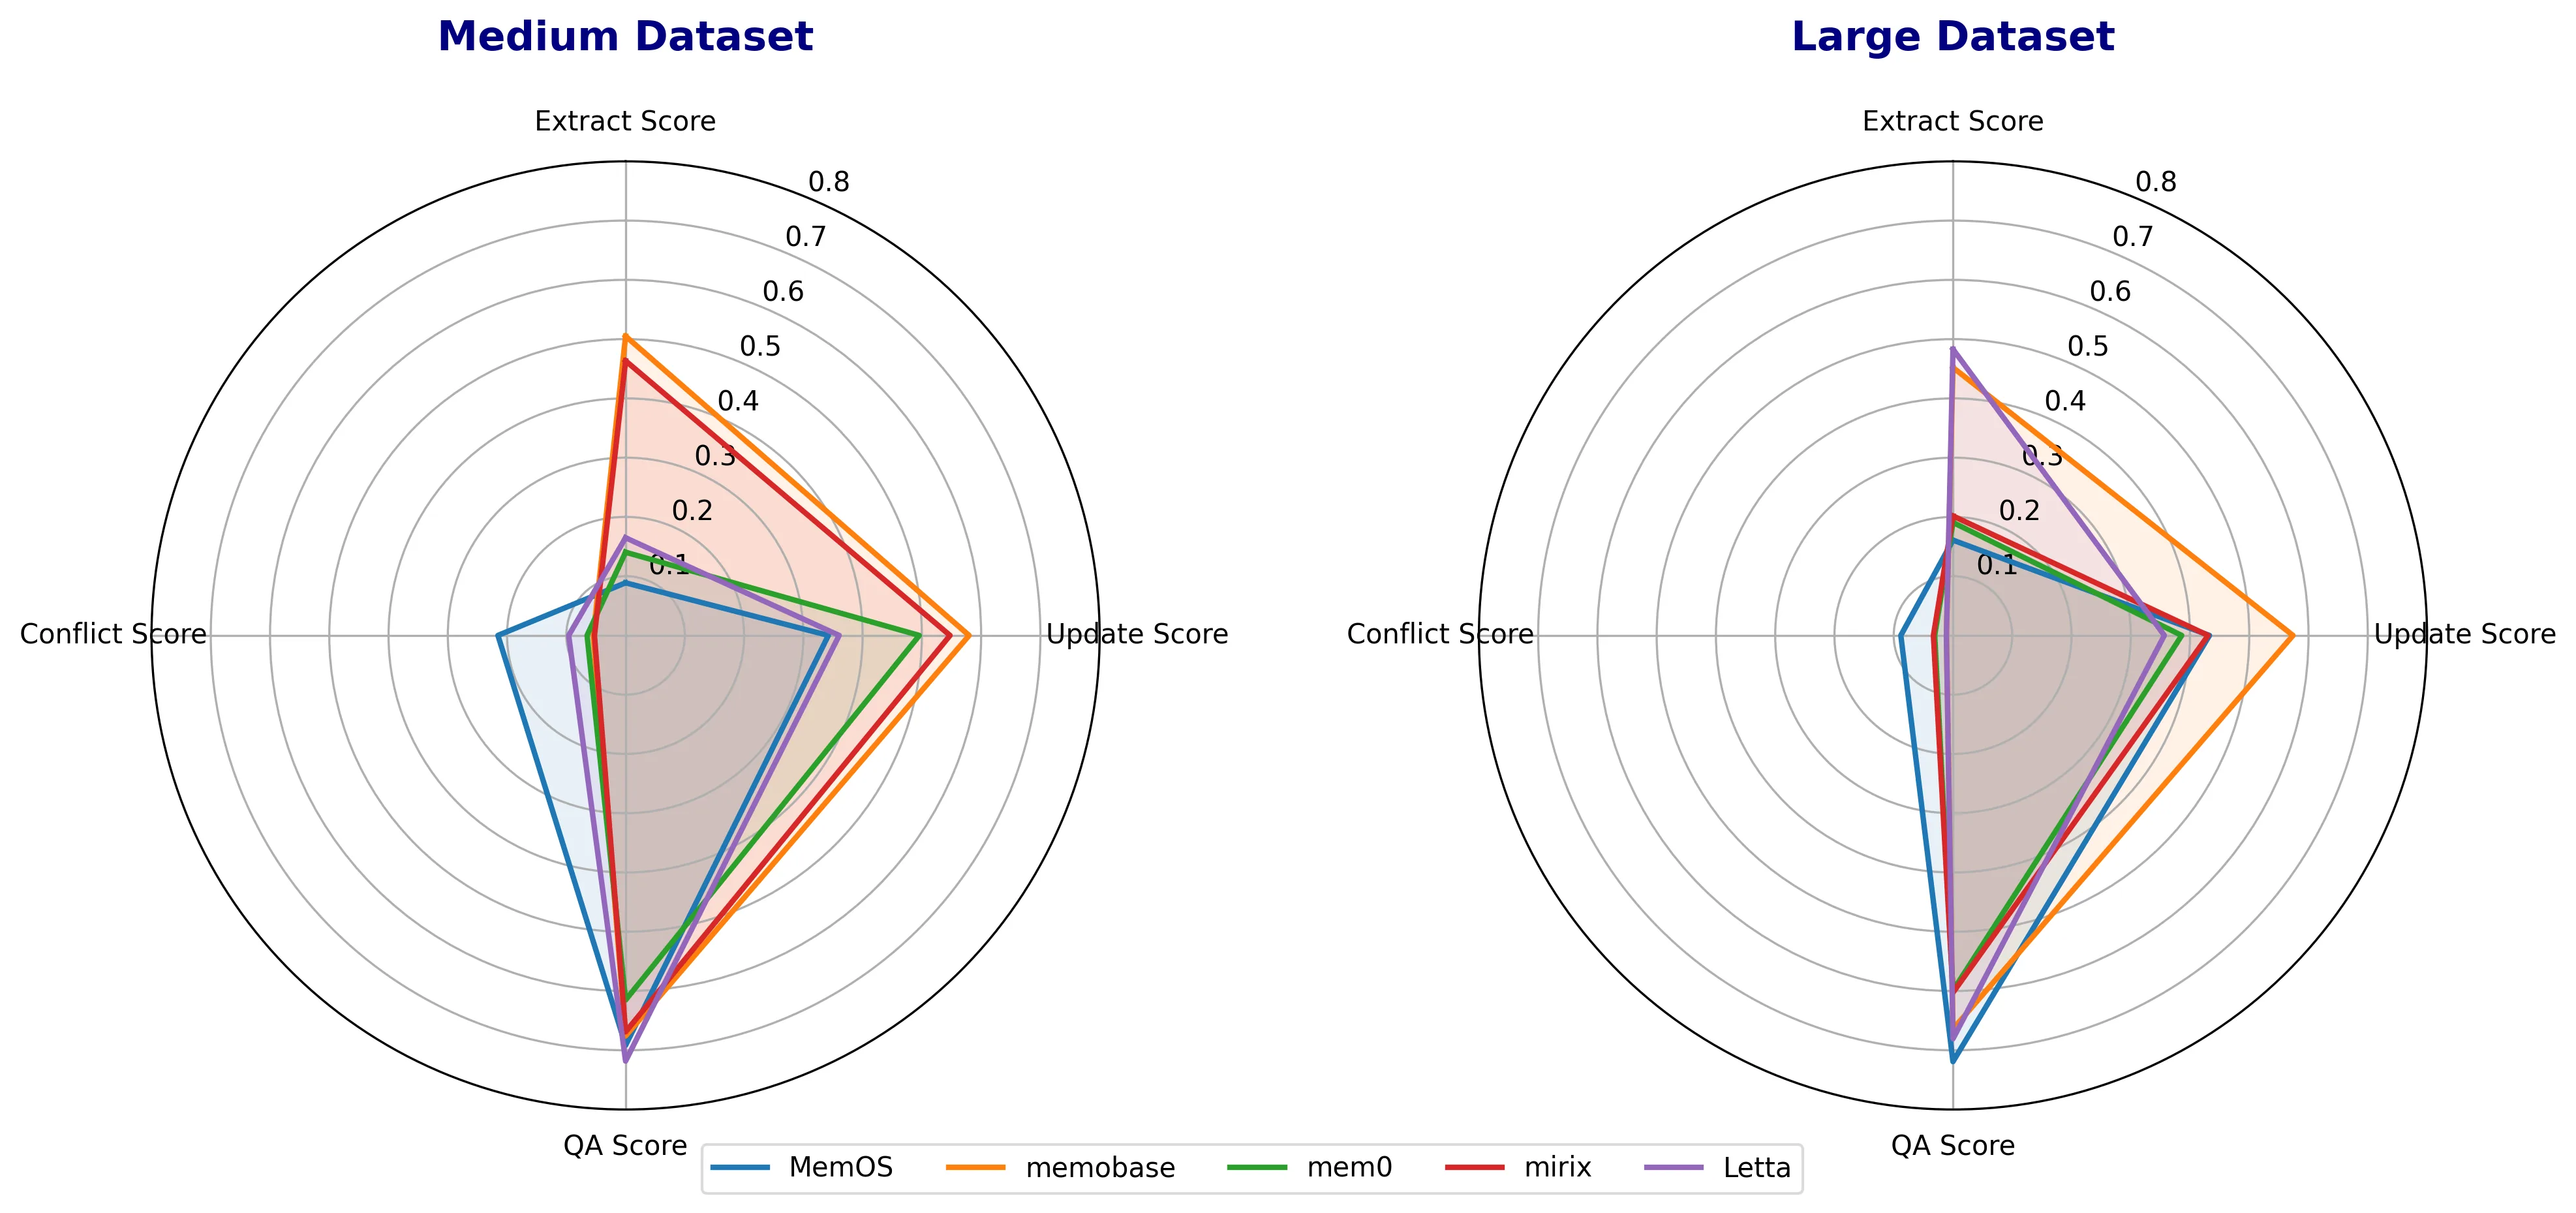 Medium Dataset
Extract Score
0.8
0.7
0.6
0.5
0.4
0.3
0.2
0.1
Conflict Score
Update Score
QA Score
Large Dataset
Extract Score
0.8
0.7
0.6
0.5
0.4
0.3
0.2
0.1
Conflict Score
Update Score
QA Score
MemOS memobase mem0 mirix Letta